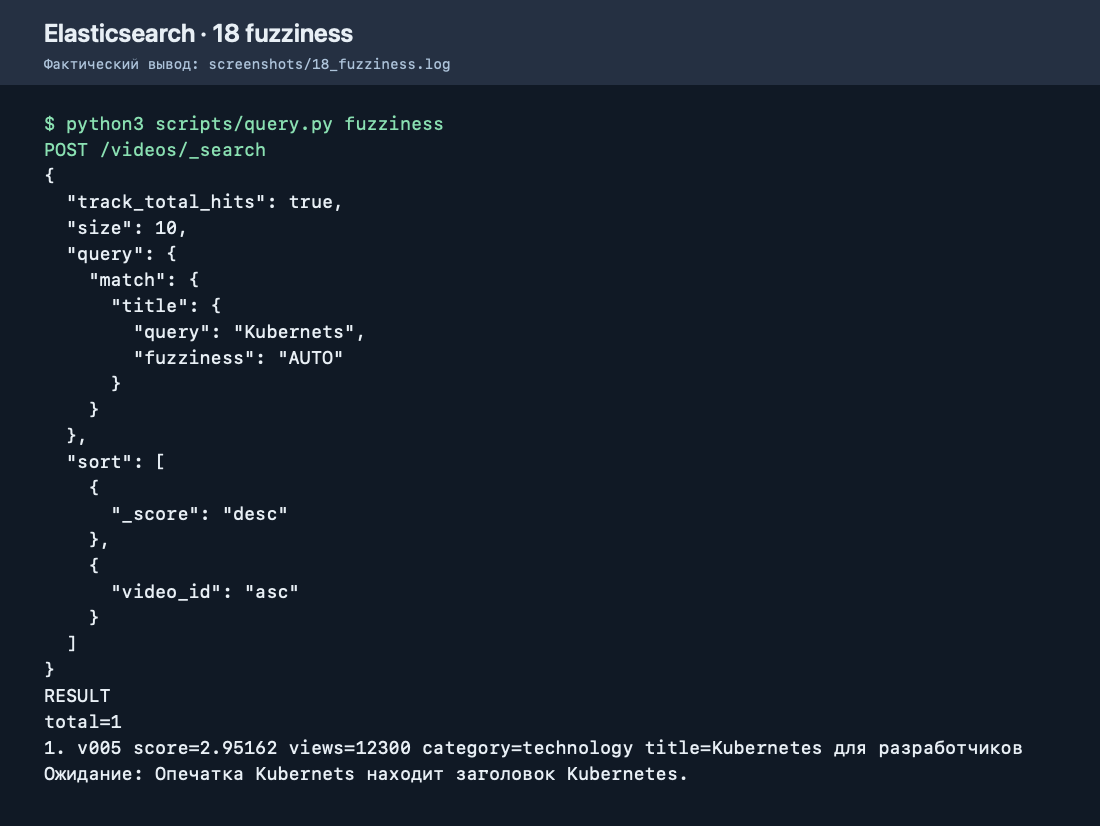 Elasticsearch · 18 fuzziness
Фактический вывод: screenshots/18_fuzziness.log
$ python3 scripts/query.py fuzziness
POST /videos/_search
{
  "track_total_hits": true,
  "size": 10,
  "query": {
    "match": {
      "title": {
        "query": "Kubernets",
        "fuzziness": "AUTO"
      }
    }
  },
  "sort": [
    {
      "_score": "desc"
    },
    {
      "video_id": "asc"
    }
  ]
}
RESULT
total=1
1. v005 score=2.95162 views=12300 category=technology title=Kubernetes для разработчиков
Ожидание: Опечатка Kubernets находит заголовок Kubernetes.